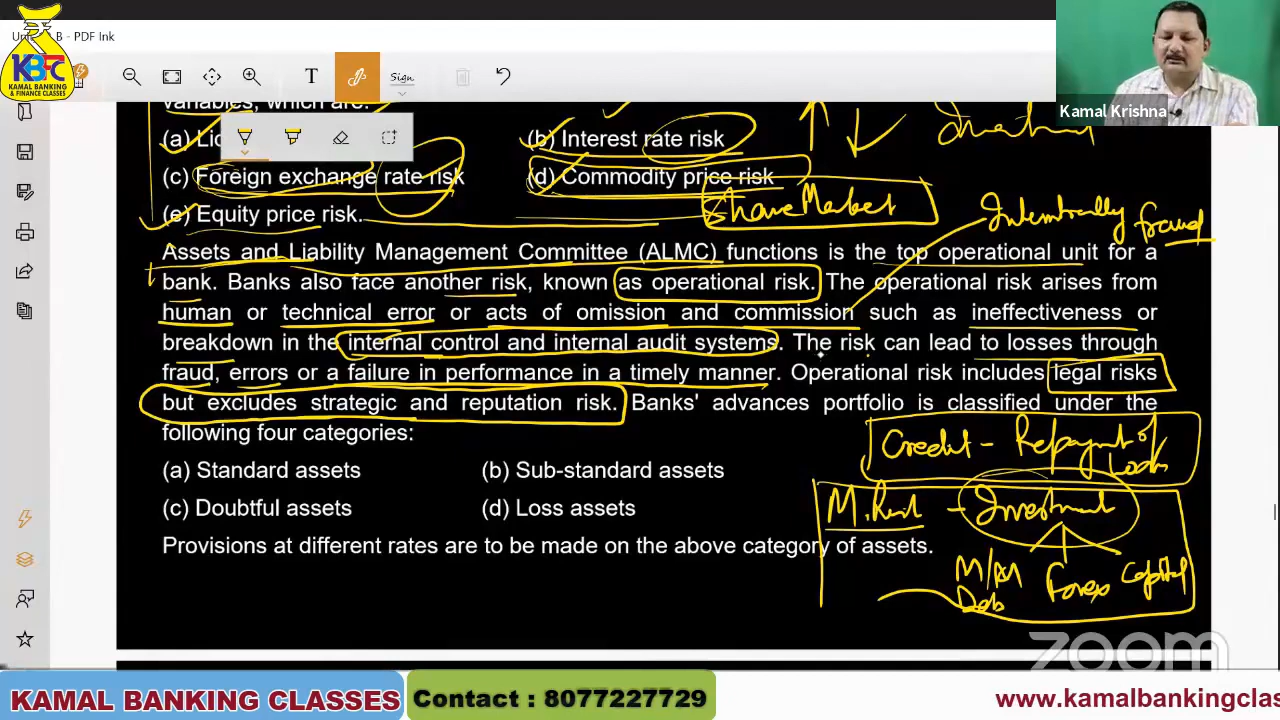 B - PDF Ink
KBFC
KAMAL BANKING
& FINANCE CLASSES
T
Sign
Kamal Krishna
variables, which are:
(a) Li
(b) Interest rate risk
(c) Foreign exchange rate risk
(d) Commodity price risk
Share Market
(e) Equity price risk.
fraud
Assets and Liability Management Committee (ALMC) functions is the top operational unit for a
bank. Banks also face another risk, known as operational risk. The operational risk arises from
human or technical error or acts of omission and commission such as ineffectiveness or
breakdown in the internal control and internal audit systems. The risk can lead to losses through
fraud, errors or a failure in performance in a timely manner. Operational risk includes legal risks
but excludes strategic and reputation risk. Banks' advances portfolio is classified under the
following four categories:
Credit - Repayment of
Loan
(a) Standard assets
(b) Sub-standard assets
M. Risk - Investment
(c) Doubtful assets
(d) Loss assets
Provisions at different rates are to be made on the above category of assets.
Forex Capital
zoom
KAMAL BANKING CLASSES
Contact : 8077227729
www.kamalbankingclas